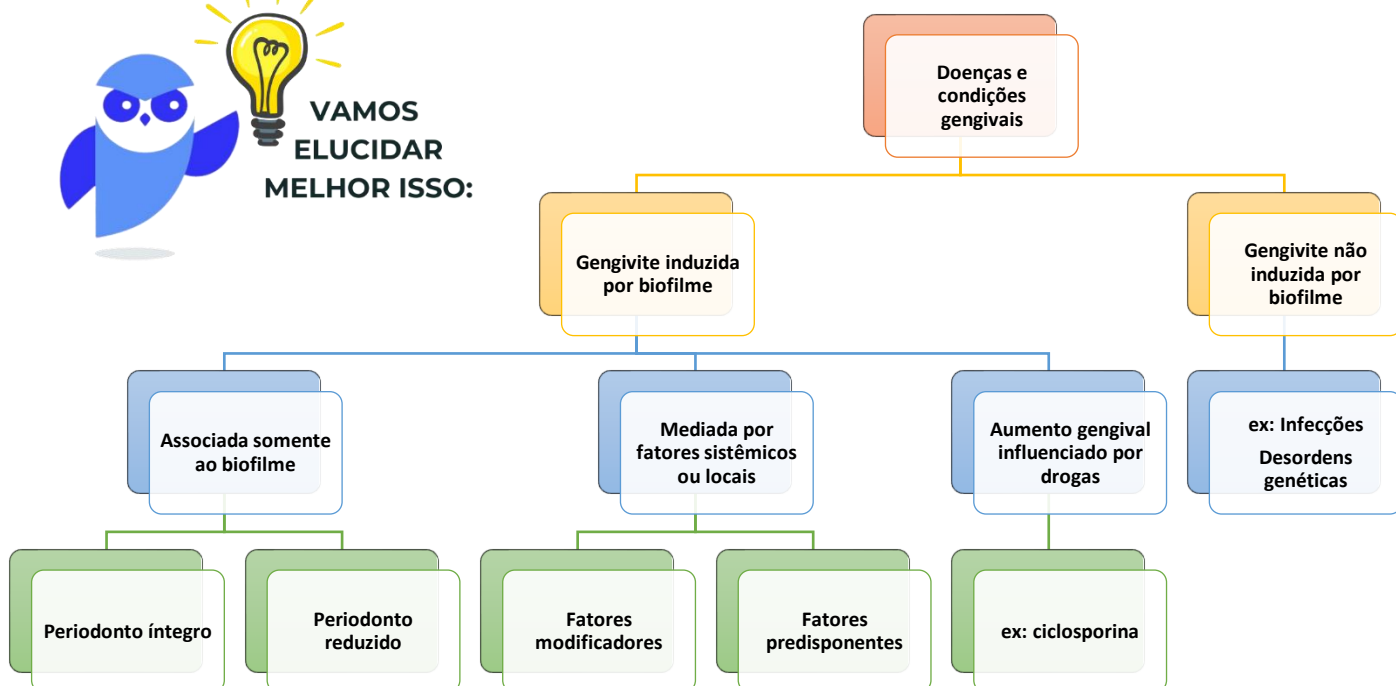 VAMOS
ELUCIDAR
MELHOR ISSO:
Doenças e
condições
gengivais
Gengivite induzida
por biofilme
Gengivite não
induzida por
biofilme
Associada somente
ao biofilme
Mediada por
fatores sistêmicos
ou locais
Aumento gengival
influenciado por
drogas
ex: Infecções
Desordens
genéticas
Periodonto íntegro
Periodonto
reduzido
Fatores
modificadores
Fatores
predisponentes
ex: ciclosporina